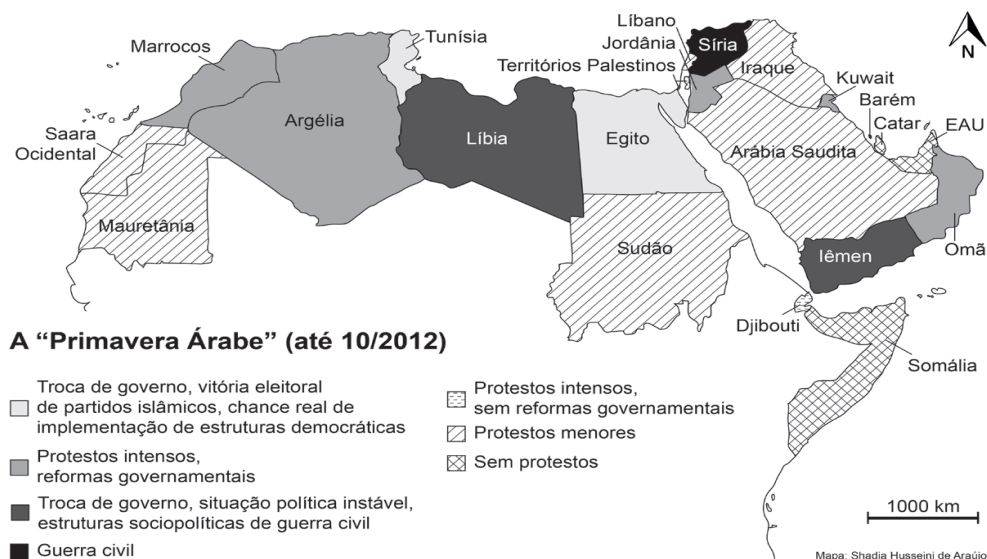 Líbano
Jordânia
Territórios Palestinos
Síria
N
Marrocos
Tunísia
Iraque
Kuwait
Barém
Catar
EAU
Argélia
Líbia
Egito
Arábia Saudita
Saara
Ocidental
Mauretânia
Sudão
Iêmen
Omã
Djibouti
Somália
A “Primavera Árabe” (até 10/2012)
Troca de governo, vitória eleitoral
de partidos islâmicos, chance real de
implementação de estruturas democráticas
Protestos intensos,
reformas governamentais
Troca de governo, situação política instável,
estruturas sociopolíticas de guerra civil
Guerra civil
Protestos intensos,
sem reformas governamentais
Protestos menores
Sem protestos
1000 km
Mapa: Shadia Husseini de Araújo